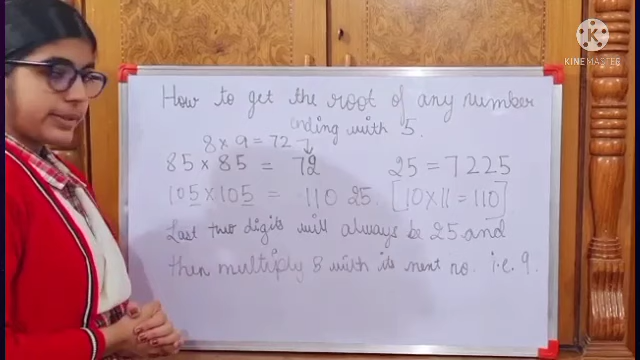 KINEMASTER
How to get the root of any number
ending with 5.
8 x 9 = 72
85 x 85 = 72 25 = 7225
105 x 105 = 110 25. [10 x 11 = 110]
Last two digits will always be 25 and
then multiply 8 with its next no. i.e. 9.